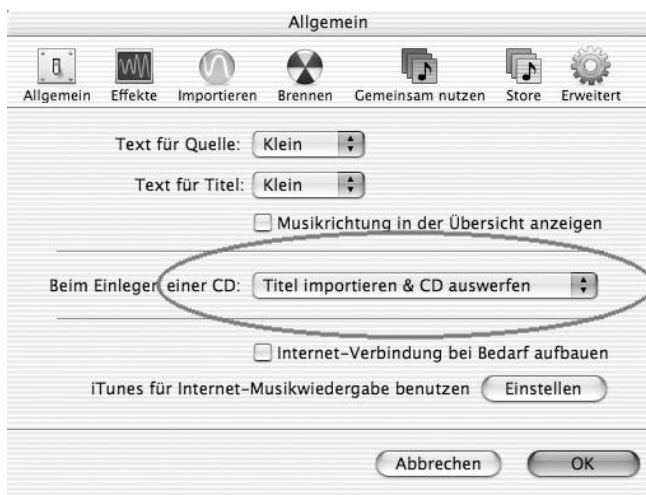 Allgemein
Allgemein Effekte Importieren Brennen Gemeinsam nutzen Store Erweitert
Text für Quelle: Klein
Text für Titel: Klein
Musikrichtung in der Übersicht anzeigen
Beim Einlegen einer CD: Titel importieren & CD auswerfen
Internet-Verbindung bei Bedarf aufbauen
iTunes für Internet-Musikwiedergabe benutzen Einstellen
Abbrechen OK